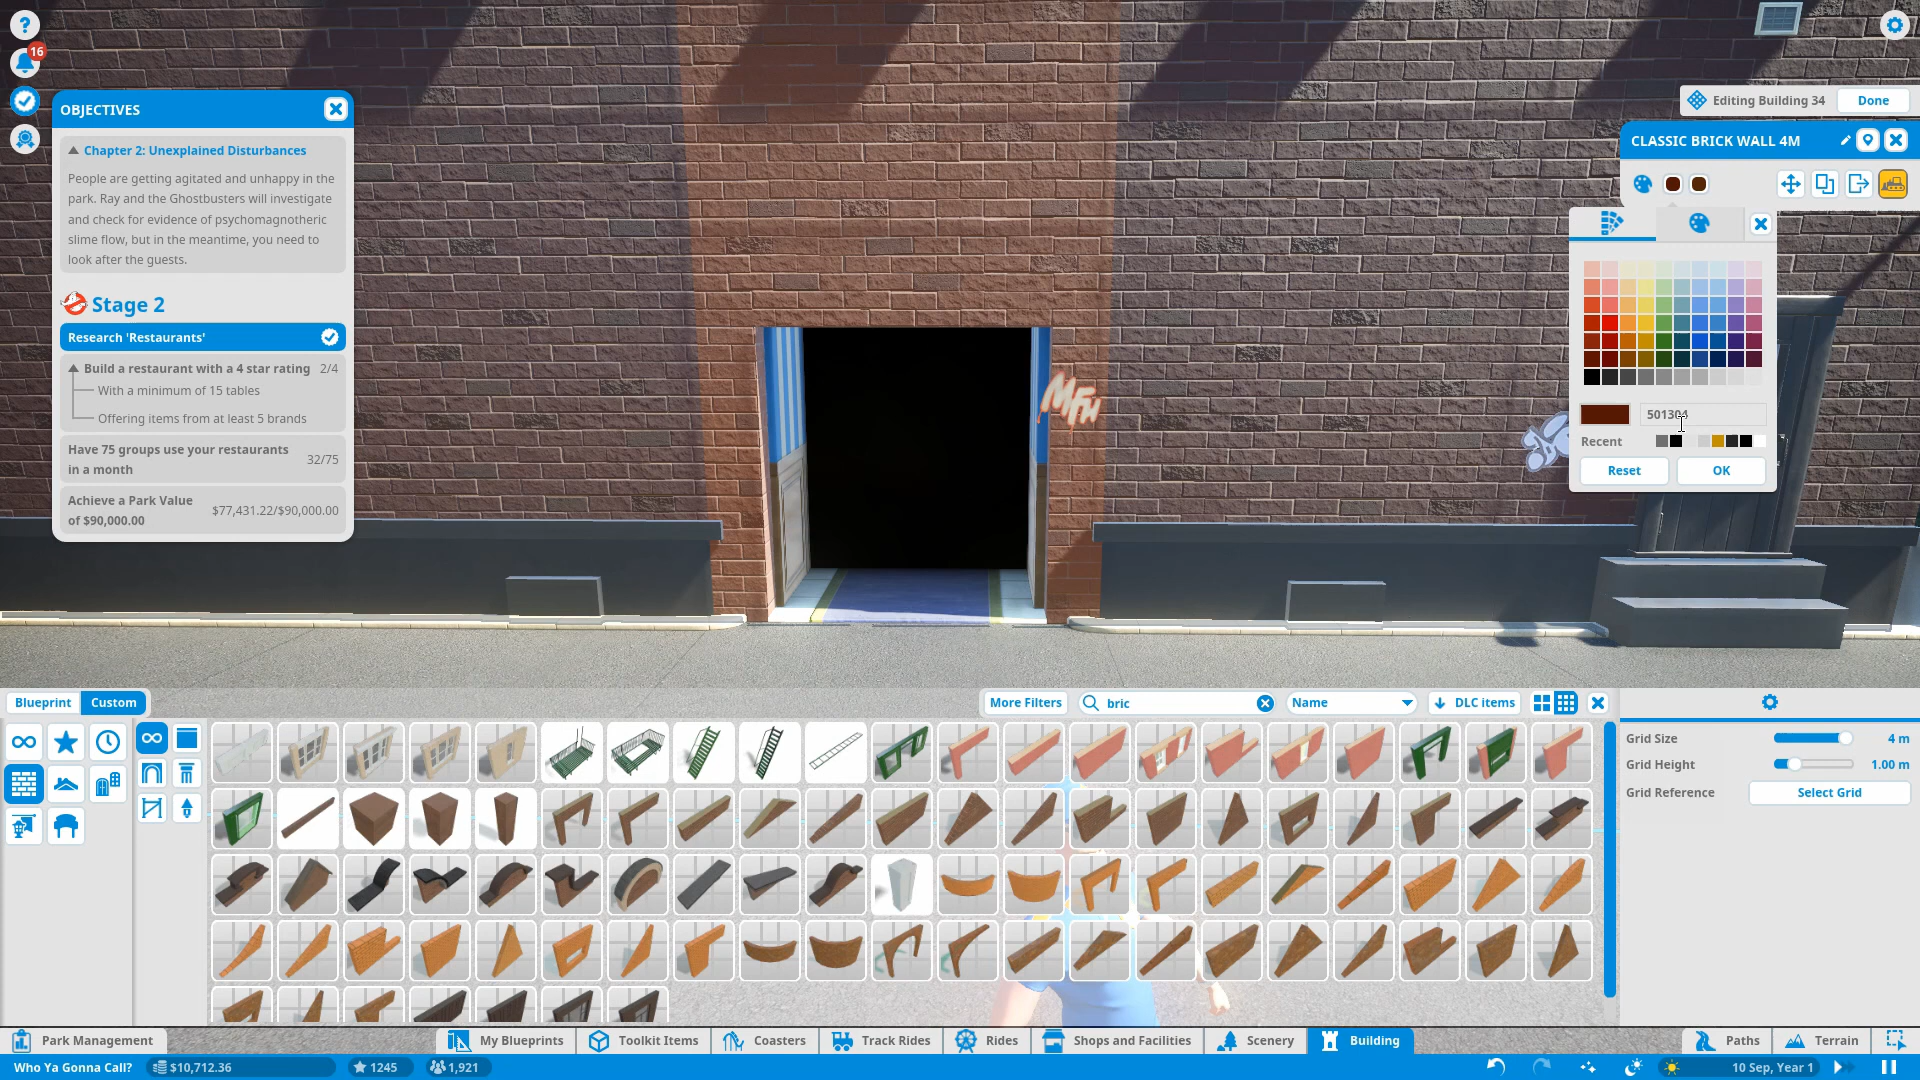 ?
16
OBJECTIVES
Chapter 2: Unexplained Disturbances
People are getting agitated and unhappy in the
park. Ray and the Ghostbusters will investigate
and check for evidence of psychomagnotheric
slime flow, but in the meantime, you need to
look after the guests.
Stage 2
Research 'Restaurants'
Build a restaurant with a 4 star rating 2/4
With a minimum of 15 tables
Offering items from at least 5 brands
Have 75 groups use your restaurants
in a month 32/75
Achieve a Park Value
of $90,000.00 $77,431.22/$90,000.00
MFH
Editing Building 34 Done
CLASSIC BRICK WALL 4M
501304
Recent
Reset OK
Blueprint Custom More Filters bric Name DLC items
Grid Size 4 m
Grid Height 1.00 m
Grid Reference Select Grid
Park Management My Blueprints Toolkit Items Coasters Track Rides Rides Shops and Facilities Scenery Building Paths Terrain
Who Ya Gonna Call? $10,712.36 1245 1,921 10 Sep, Year 1